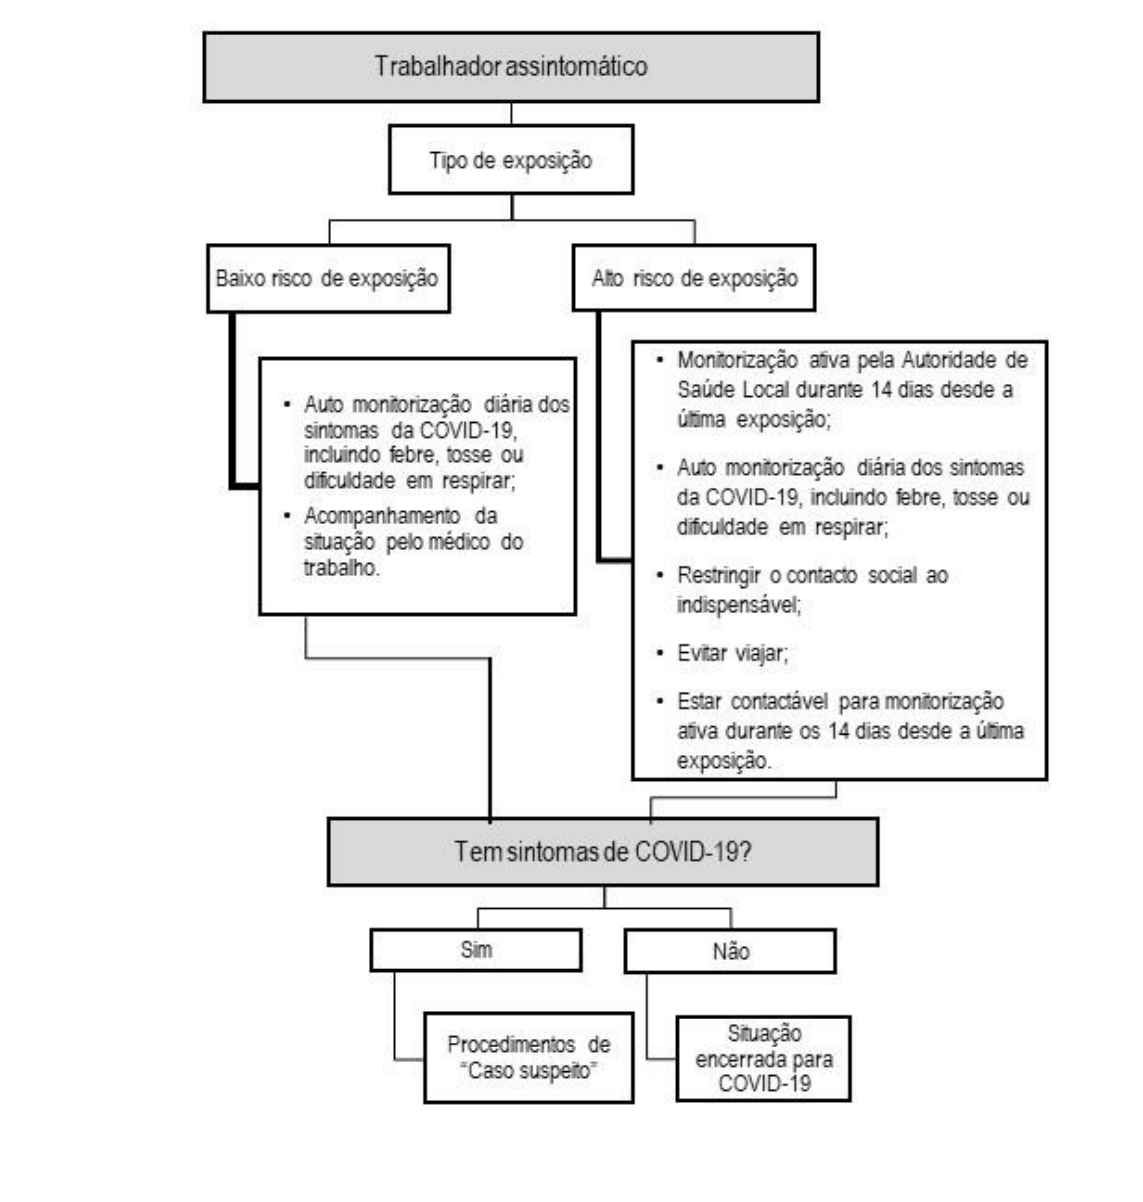 Trabalhador assintomático
Tipo de exposição
Baixo risco de exposição
Alto risco de exposição
• Auto monitorização diária dos
sintomas da COVID-19,
incluindo febre, tosse ou
dificuldade em respirar;
• Acompanhamento da
situação pelo médico do
trabalho.
• Monitorização ativa pela Autoridade de
Saúde Local durante 14 dias desde a
última exposição;
• Auto monitorização diária dos sintomas
da COVID-19, incluindo febre, tosse ou
dificuldade em respirar;
• Restringir o contacto social ao
indispensável;
• Evitar viajar;
• Estar contactável para monitorização
ativa durante os 14 dias desde a última
exposição.
Tem sintomas de COVID-19?
Sim
Não
Procedimentos de
“Caso suspeito”
Situação
encerrada para
COVID-19